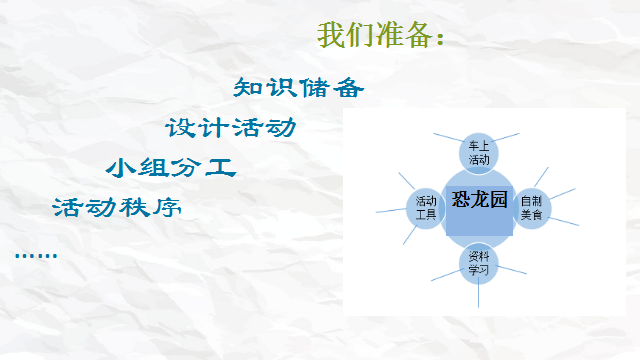 我们准备：
知识储备
设计活动
小组分工
活动秩序
……
车上
活动
活动
工具
恐龙园
自制
美食
资料
学习